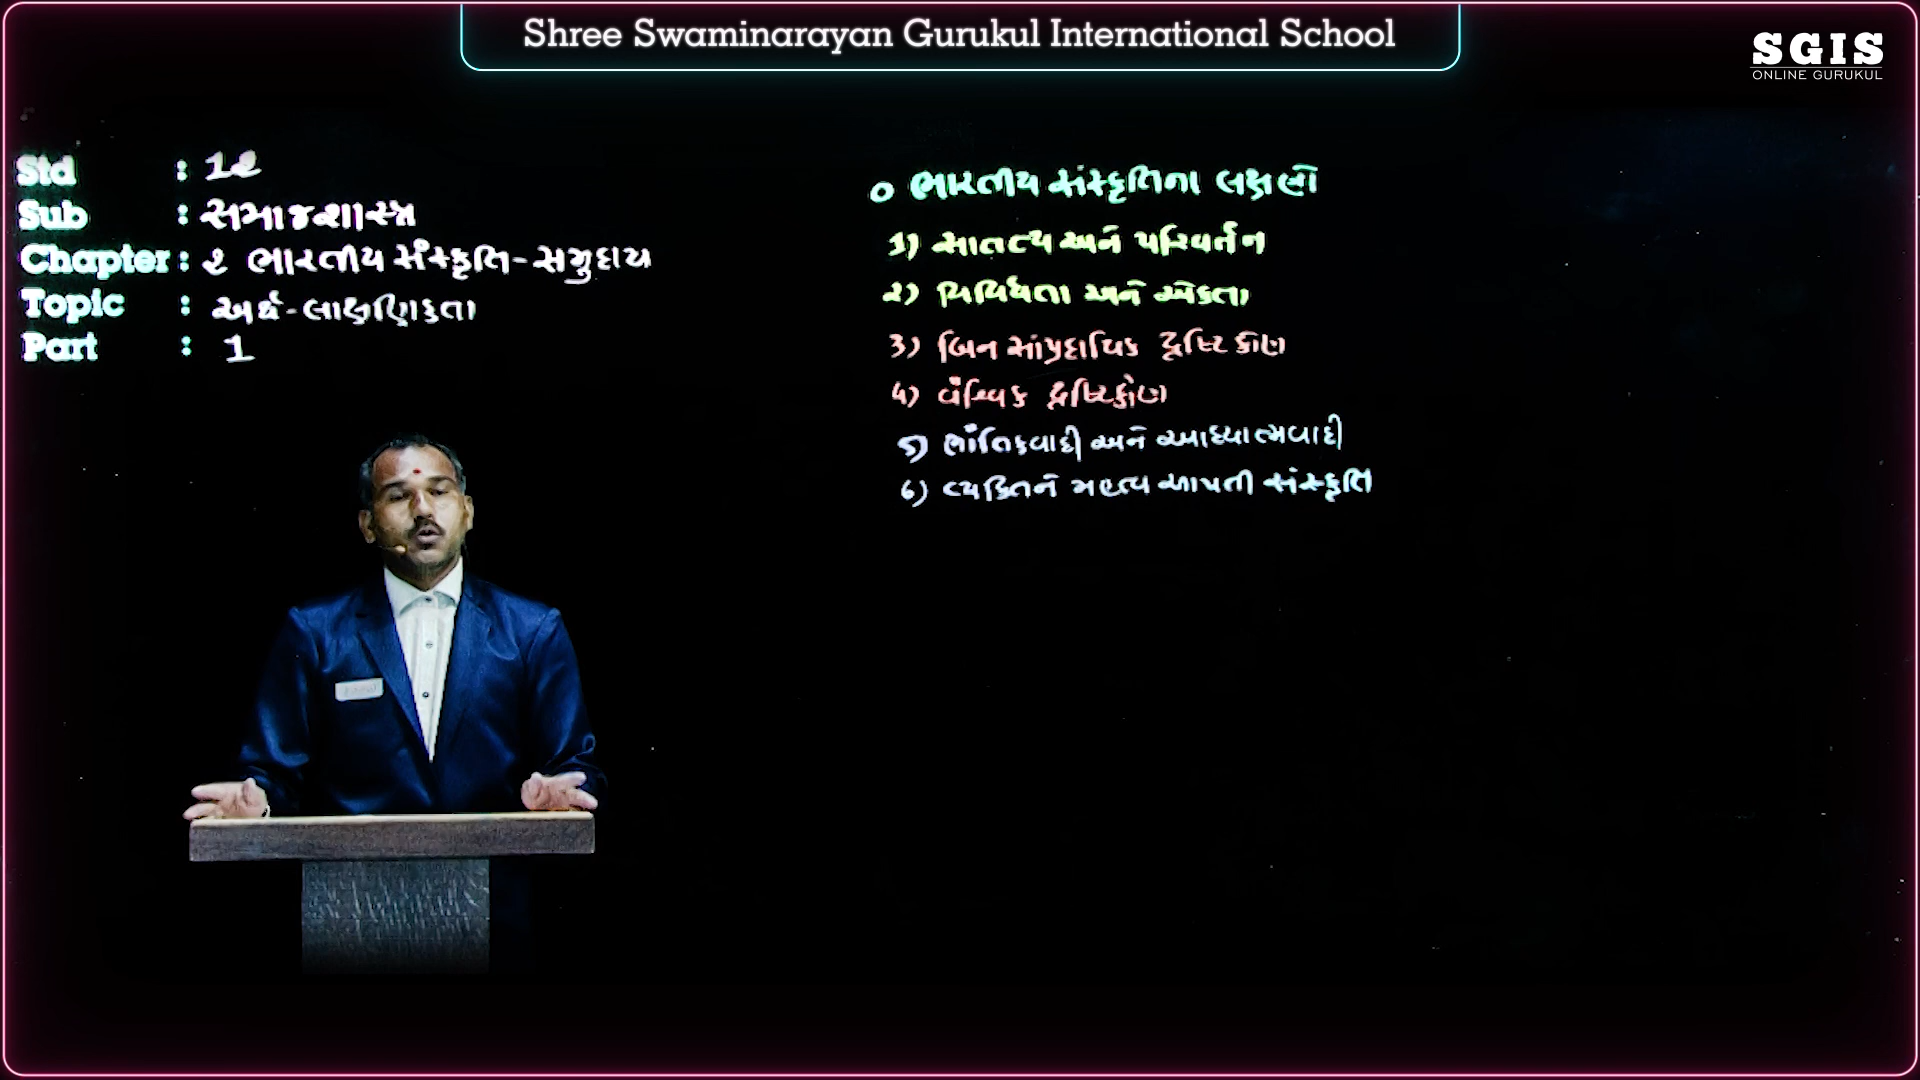 Shree Swaminarayan Gurukul International School
SGIS
ONLINE GURUKUL
Std : 12
Sub : સમાજશાસ્ત્ર
Chapter : ૨ ભારતીય સંસ્કૃતિ-સમુદાય
Topic : અર્થ-લાક્ષણિકતા
Part : 1
૦ ભારતીય સંસ્કૃતિના લક્ષણો
1) સાતત્ય અને પરિવર્તન
2) વિવિધતા અને એકતા
3) બિન સાંપ્રદાયિક દ્રષ્ટિ કોણ
4) વૈશ્વિક દ્રષ્ટિકોણ
5) ભૌતિકવાદી અને આધ્યાત્મવાદી
6) વ્યક્તિને મહત્વ આપતી સંસ્કૃતિ